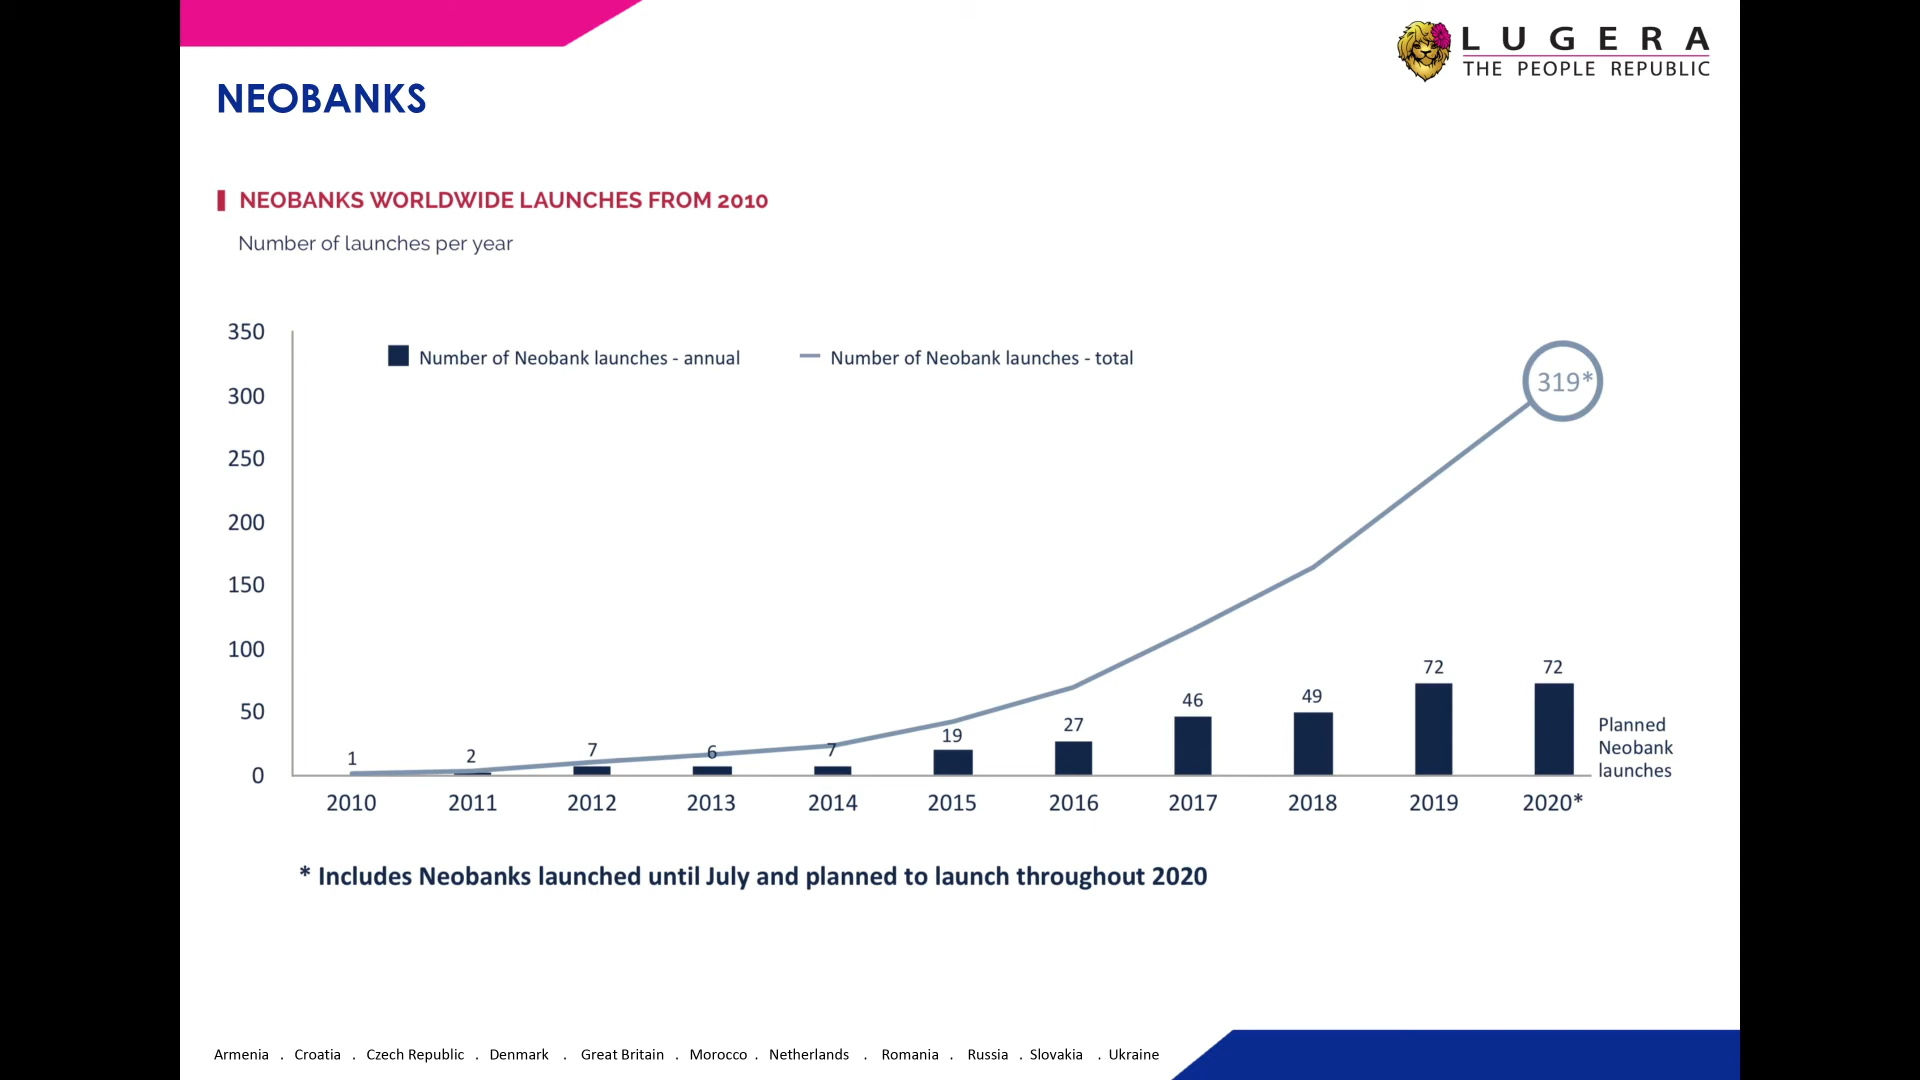 LUGERA
THE PEOPLE REPUBLIC
NEOBANKS
NEOBANKS WORLDWIDE LAUNCHES FROM 2010
Number of launches per year
350
300
250
200
150
100
50
0
Number of Neobank launches - annual
Number of Neobank launches - total
319*
1
2
7
6
7
19
27
46
49
72
72
Planned
Neobank
launches
2010 2011 2012 2013 2014 2015 2016 2017 2018 2019 2020*
* Includes Neobanks launched until July and planned to launch throughout 2020
Armenia . Croatia . Czech Republic . Denmark . Great Britain . Morocco . Netherlands . Romania . Russia . Slovakia . Ukraine